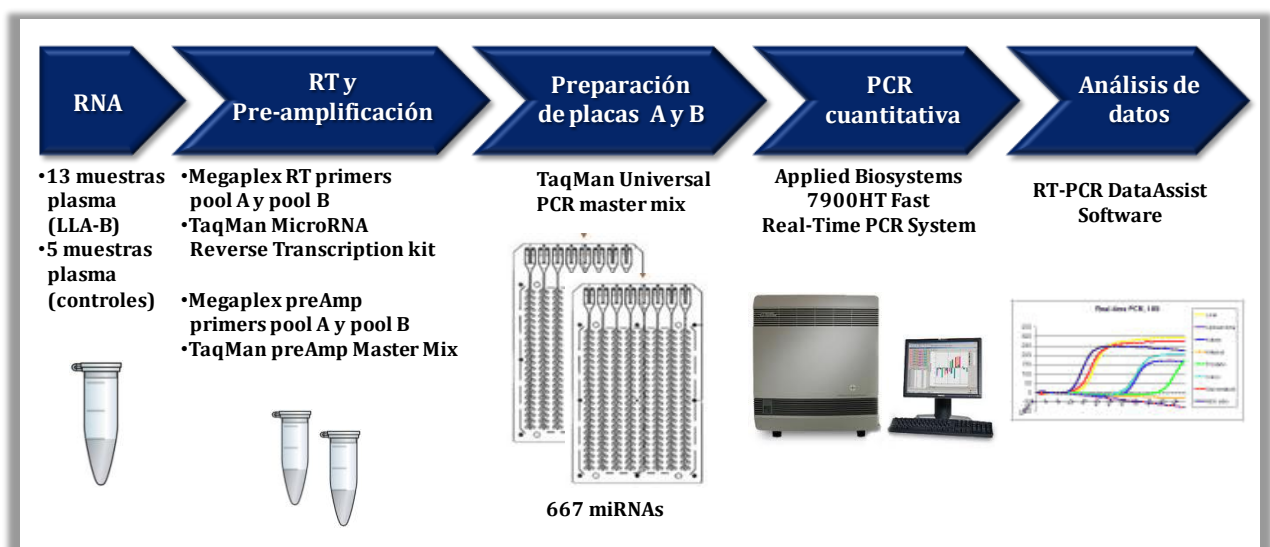 RNA
RT y
Pre-amplificación
Preparación
de placas A y B
PCR
cuantitativa
Análisis de
datos
•13 muestras
plasma
(LLA-B)
•5 muestras
plasma
(controles)
•Megaplex RT primers
pool A y pool B
•TaqMan MicroRNA
Reverse Transcription kit
•Megaplex preAmp
primers pool A y pool B
•TaqMan preAmp Master Mix
TaqMan Universal
PCR master mix
667 miRNAs
Applied Biosystems
7900HT Fast
Real-Time PCR System
RT-PCR DataAssist
Software
Real-time PCR